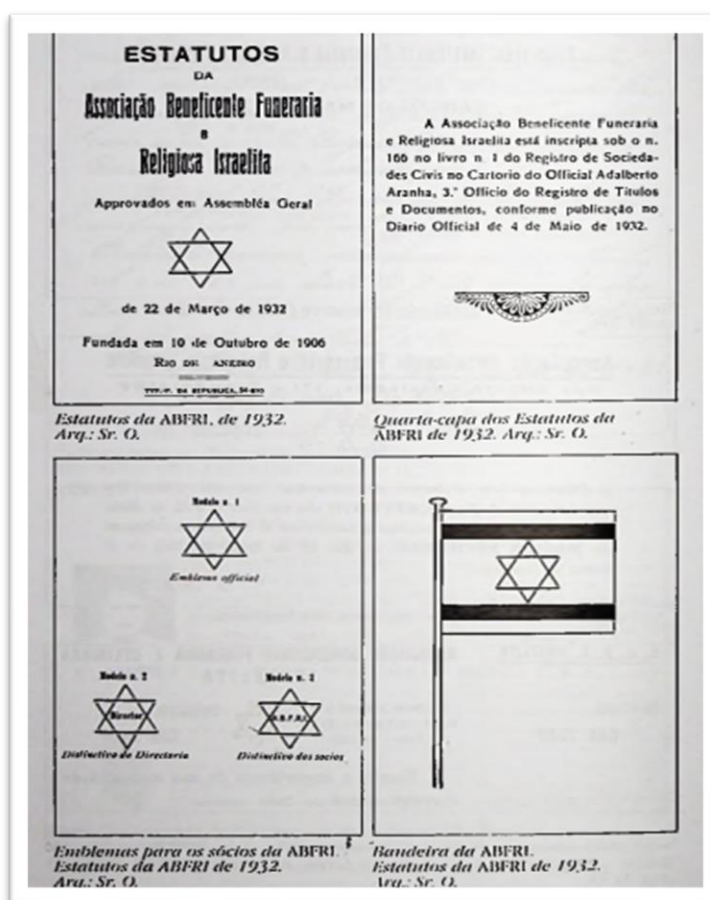 ESTATUTOS
DA
Associação Beneficente Funeraria
e
Religiosa Israelita
Approvados em Assembléa Geral
de 22 de Março de 1932
Fundada em 10 de Outubro de 1906
RIO DE ANEIRO
Estatutos da ABFRI, de 1932.
Arq.: Sr. O.
A Associação Beneficente Funeraria
e Religiosa Israelita está inscripta sob o n.
166 no livro n. 1 do Registro de Socieda-
des Civis no Cartorio do Official Adalberto
Aranha, 3.º Officio do Registro de Titulos
e Documentos, conforme publicação no
Diario Official de 4 de Maio de 1932.
Quarta-capa dos Estatutos da
ABFRI de 1932. Arq.: Sr. O.
Modelo n. 1
Emblema official
Modelo n. 2
Director
Distinctivo de Directoria
Modelo n. 3
A.B.F.R.I.
Distinctivo dos socios
Emblemas para os sócios da ABFRI.
Estatutos da ABFRI de 1932.
Arq.: Sr. O.
Bandeira da ABFRI.
Estatutos da ABFRI de 1932.
Arq.: Sr. O.